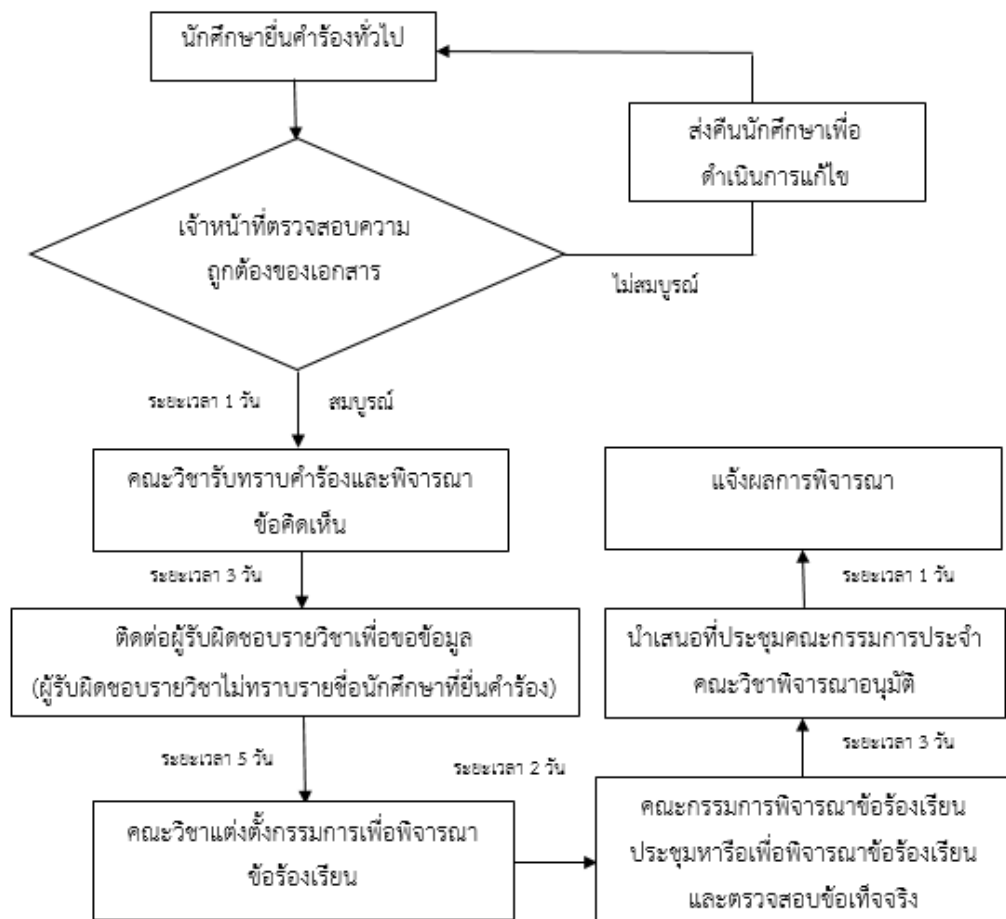 นักศึกษายื่นคำร้องทั่วไป
ส่งคืนนักศึกษาเพื่อ
ดำเนินการแก้ไข
เจ้าหน้าที่ตรวจสอบความ
ถูกต้องของเอกสาร
ไม่สมบูรณ์
ระยะเวลา 1 วัน
สมบูรณ์
คณะวิชารับทราบคำร้องและพิจารณา
ข้อคิดเห็น
ระยะเวลา 3 วัน
ติดต่อผู้รับผิดชอบรายวิชาเพื่อขอข้อมูล
(ผู้รับผิดชอบรายวิชาไม่ทราบรายชื่อนักศึกษาที่ยื่นคำร้อง)
ระยะเวลา 5 วัน
คณะวิชาแต่งตั้งกรรมการเพื่อพิจารณา
ข้อร้องเรียน
ระยะเวลา 2 วัน
คณะกรรมการพิจารณาข้อร้องเรียน
ประชุมหารือเพื่อพิจารณาข้อร้องเรียน
และตรวจสอบข้อเท็จจริง
ระยะเวลา 3 วัน
นำเสนอที่ประชุมคณะกรรมการประจำ
คณะวิชาพิจารณาอนุมัติ
ระยะเวลา 1 วัน
แจ้งผลการพิจารณา